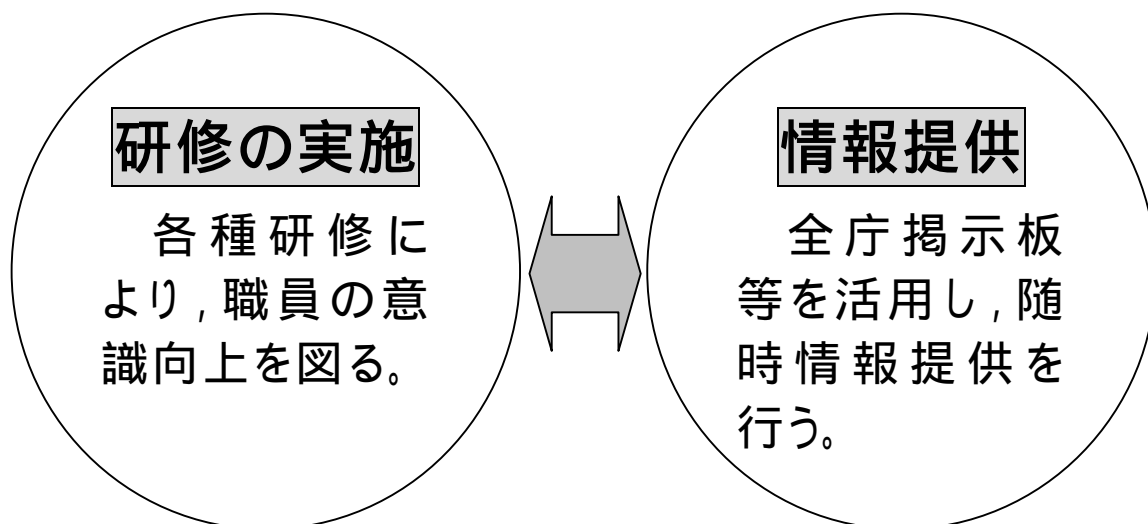 研修の実施
各種研修に
より,職員の意
識向上を図る。
情報提供
全庁掲示板
等を活用し,随
時情報提供を
行う。